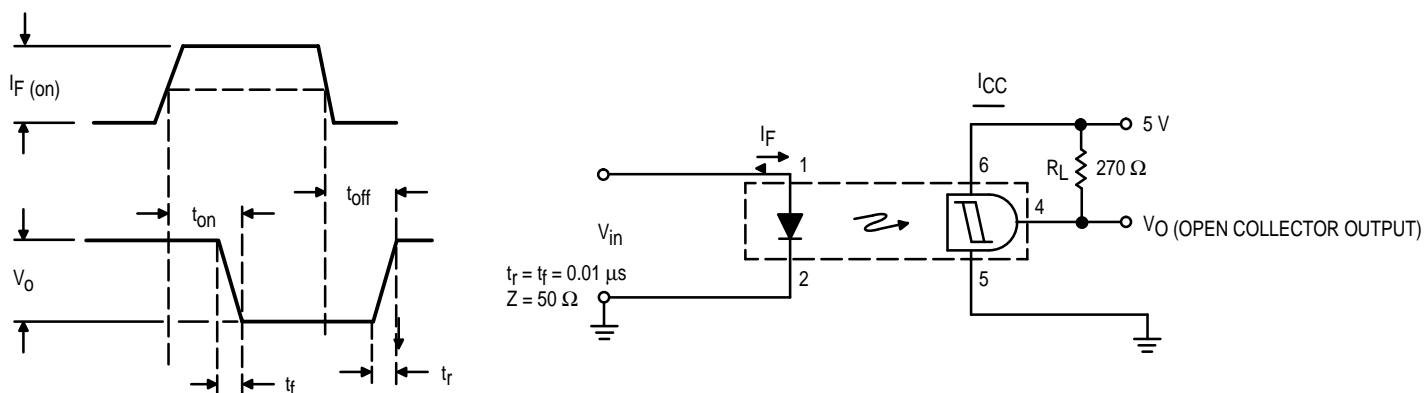 IF (on)
ton
toff
Vo
tf
tr
ICC
5 V
IF
1
6
RL
270 Ω
4
VO (OPEN COLLECTOR OUTPUT)
Vin
tr = tf = 0.01 μs
Z = 50 Ω
2
5